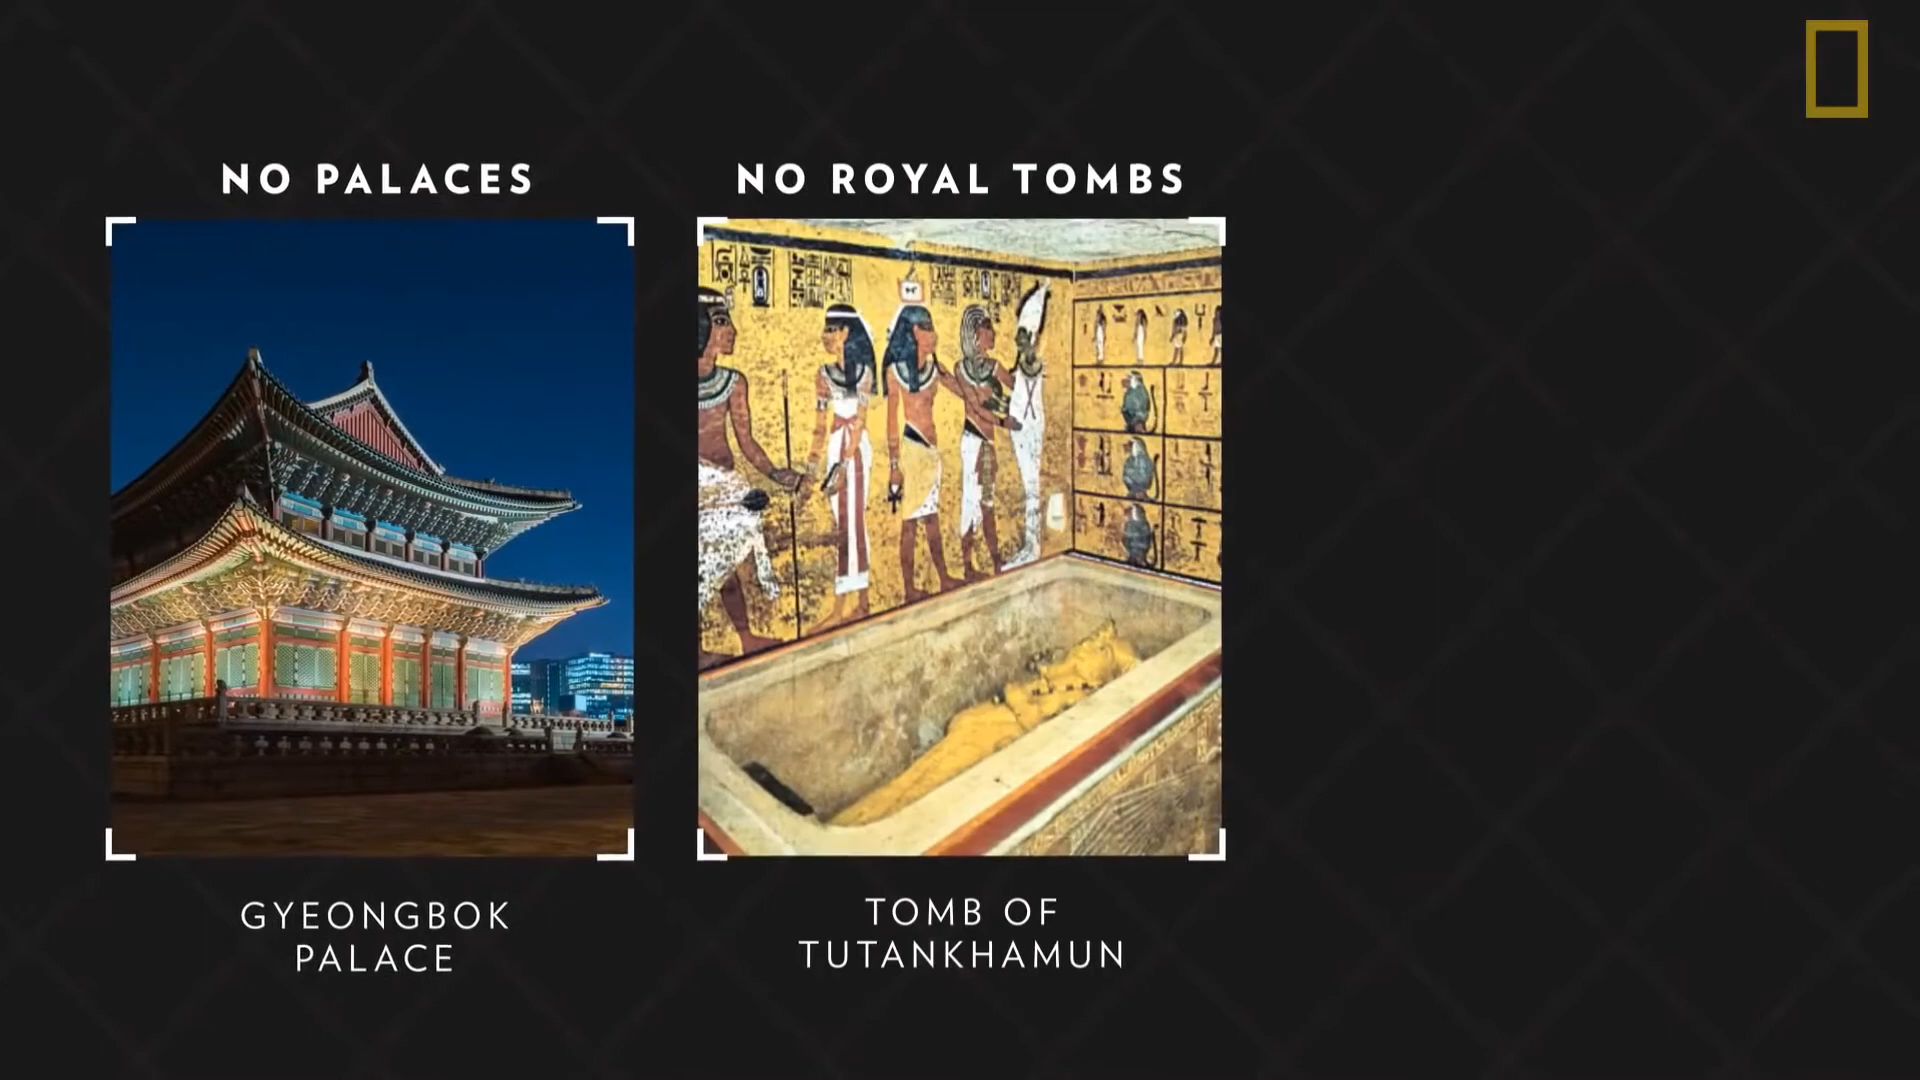 NO PALACES
GYEONGBOK
PALACE
NO ROYAL TOMBS
TOMB OF
TUTANKHAMUN